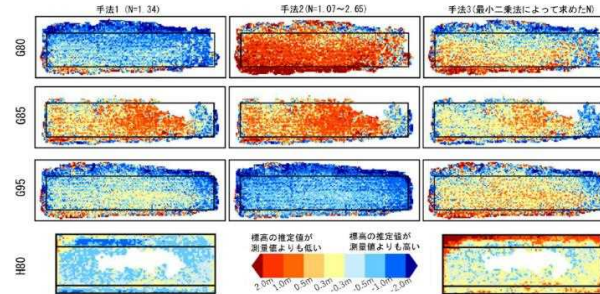 手法1 (N=1.34)
手法2(N=1.07～2.65)
手法3(最小二乗法によって求めたN)
G80
G85
G95
H80
標高の推定値が
測量値よりも低い
標高の推定値が
測量値よりも高い
2.0m 1.0m 0.5m 0.3m -0.3m -0.5m -1.0m -2.0m